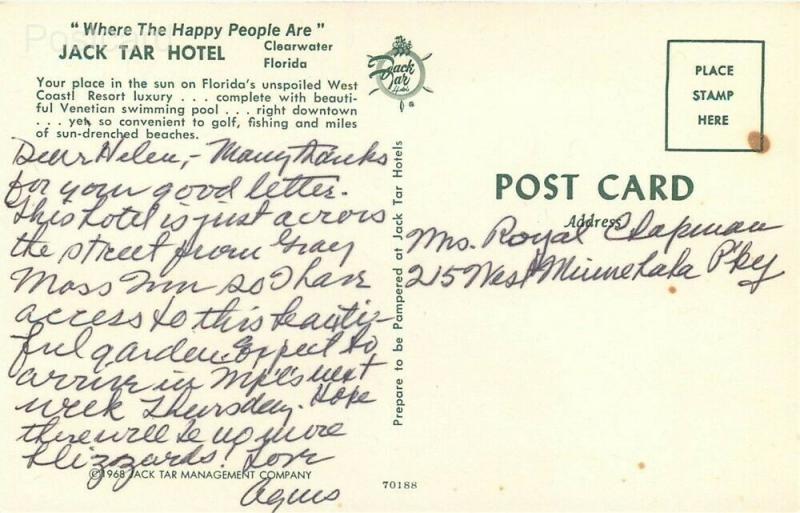 "Where The Happy People Are"
JACK TAR HOTEL Clearwater
Florida
Your place in the sun on Florida's unspoiled West
Coast! Resort luxury . . . complete with beauti-
ful Venetian swimming pool . . . right downtown
. . . yet so convenient to golf, fishing and miles
of sun-drenched beaches.
Dear Helen,- Many thanks
for your good letter.
This hotel is just across
the street from Gray
Moss Inn so I have
access to this beauti-
ful garden. Expect to
arrive in Mpls next
week Thursday. Hope
there will be no more
blizzards! Love
Agnes
©1968 JACK TAR MANAGEMENT COMPANY
Jack
Tar
Hotels
Prepare to be Pampered at Jack Tar Hotels
70188
PLACE
STAMP
HERE
POST CARD
Address
Mrs. Royal Chapman
215 West Minnehaha Pky